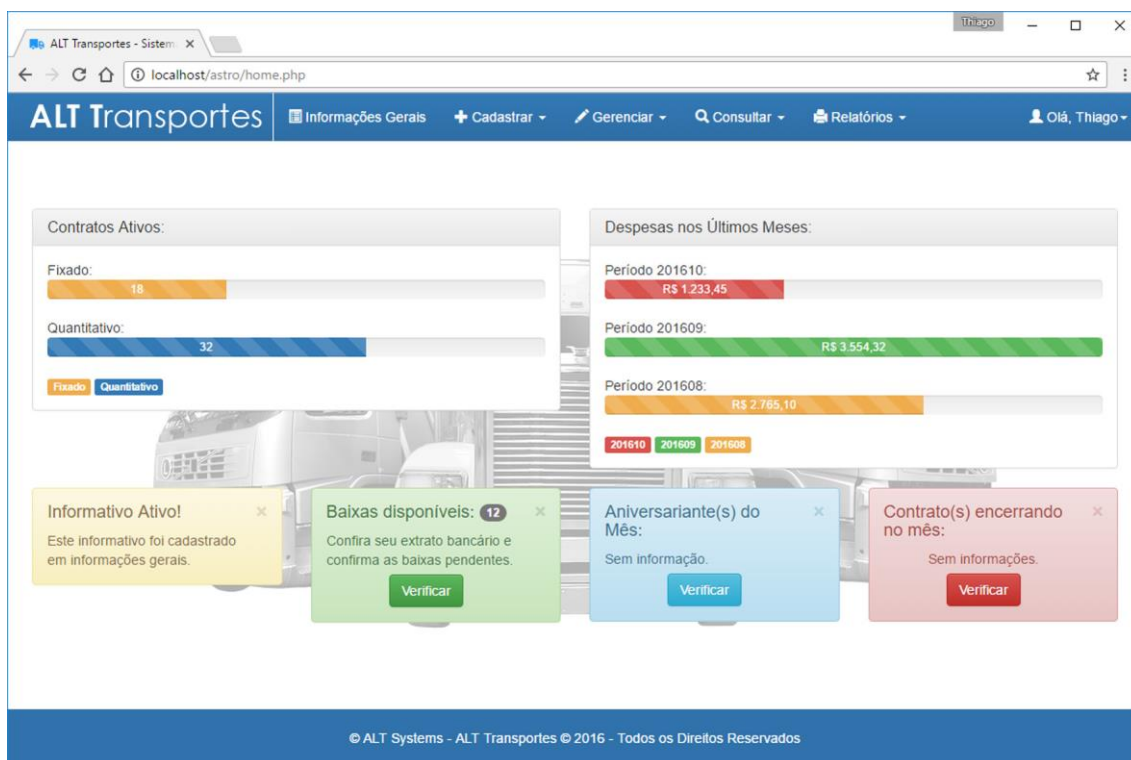 Thiago
ALT Transportes - Sistem
localhost/astro/home.php
ALT Transportes
Informações Gerais
Cadastrar
Gerenciar
Consultar
Relatórios
Olá, Thiago
Contratos Ativos:
Fixado:
18
Quantitativo:
32
Fixado Quantitativo
Despesas nos Últimos Meses:
Período 201610:
R$ 1.233,45
Período 201609:
R$ 3.554,32
Período 201608:
R$ 2.765,10
201610 201609 201608
Informativo Ativo!
Este informativo foi cadastrado
em informações gerais.
Baixas disponíveis: 12
Confira seu extrato bancário e
confirma as baixas pendentes.
Verificar
Aniversariante(s) do
Mês:
Sem informação.
Verificar
Contrato(s) encerrando
no mês:
Sem informações.
Verificar
© ALT Systems - ALT Transportes © 2016 - Todos os Direitos Reservados